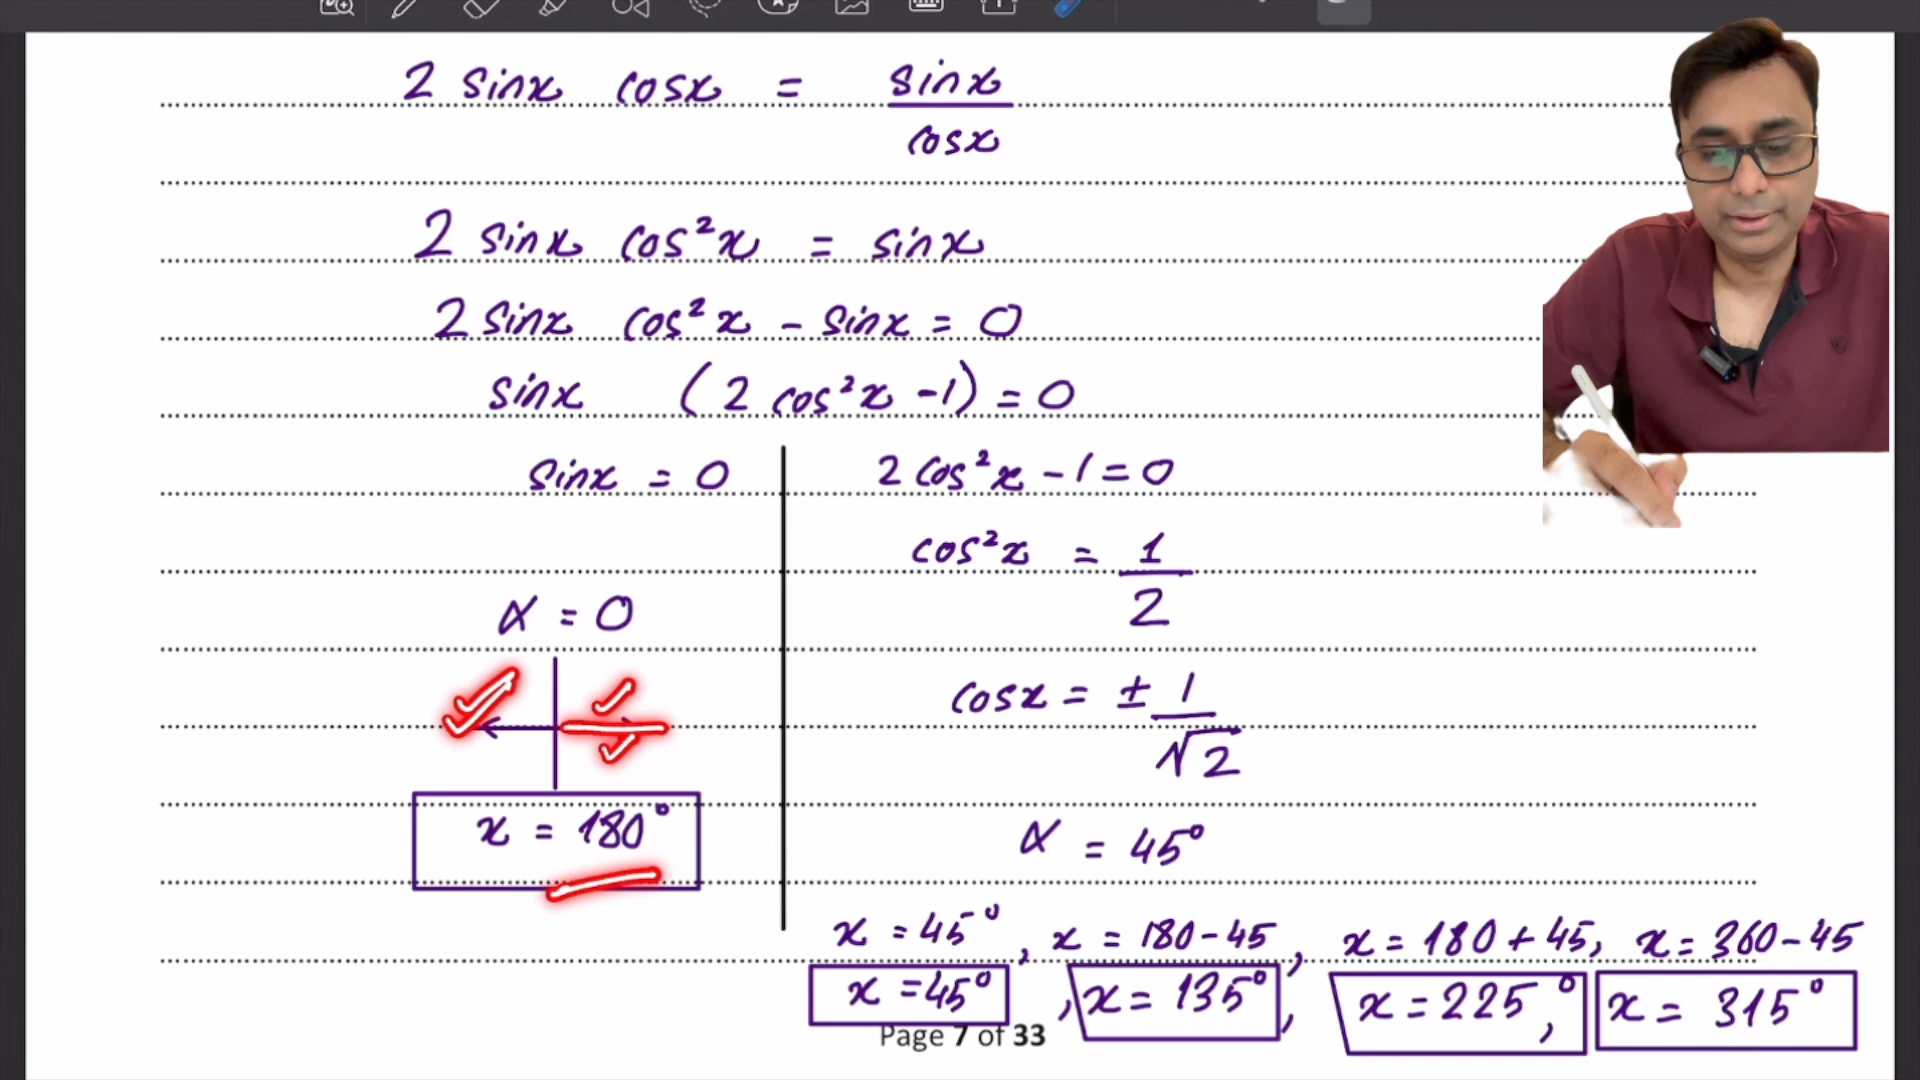 2 sinx cosx = sinx / cosx
2 sinx cos²x = sinx
2 sinx cos²x - sinx = 0
sinx (2 cos²x - 1) = 0
sinx = 0
α = 0
x = 180°
2 cos²x - 1 = 0
cos²x = 1/2
cosx = ± 1/√2
α = 45°
x = 45°, x = 180 - 45, x = 180 + 45, x = 360 - 45
x = 45°, x = 135°, x = 225°, x = 315°
Page 7 of 33